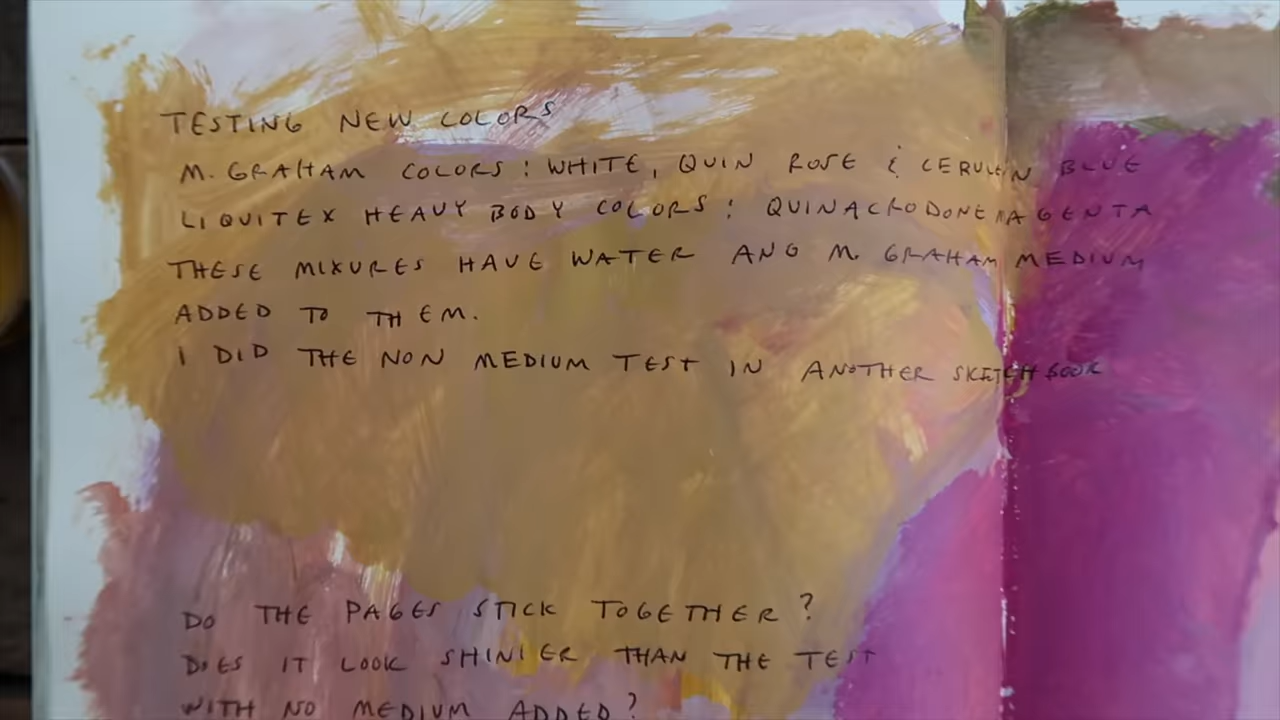 TESTING NEW COLORS
M. GRAHAM COLORS: WHITE, QUIN ROSE & CERULEAN BLUE
LIQUITEX HEAVY BODY COLORS: QUINACRODONE MAGENTA
THESE MIXURES HAVE WATER AND M. GRAHAM MEDIUM
ADDED TO THEM.
I DID THE NON MEDIUM TEST IN ANOTHER SKETCHBOOK
DO THE PAGES STICK TOGETHER?
DOES IT LOOK SHINIER THAN THE TEST
WITH NO MEDIUM ADDED?